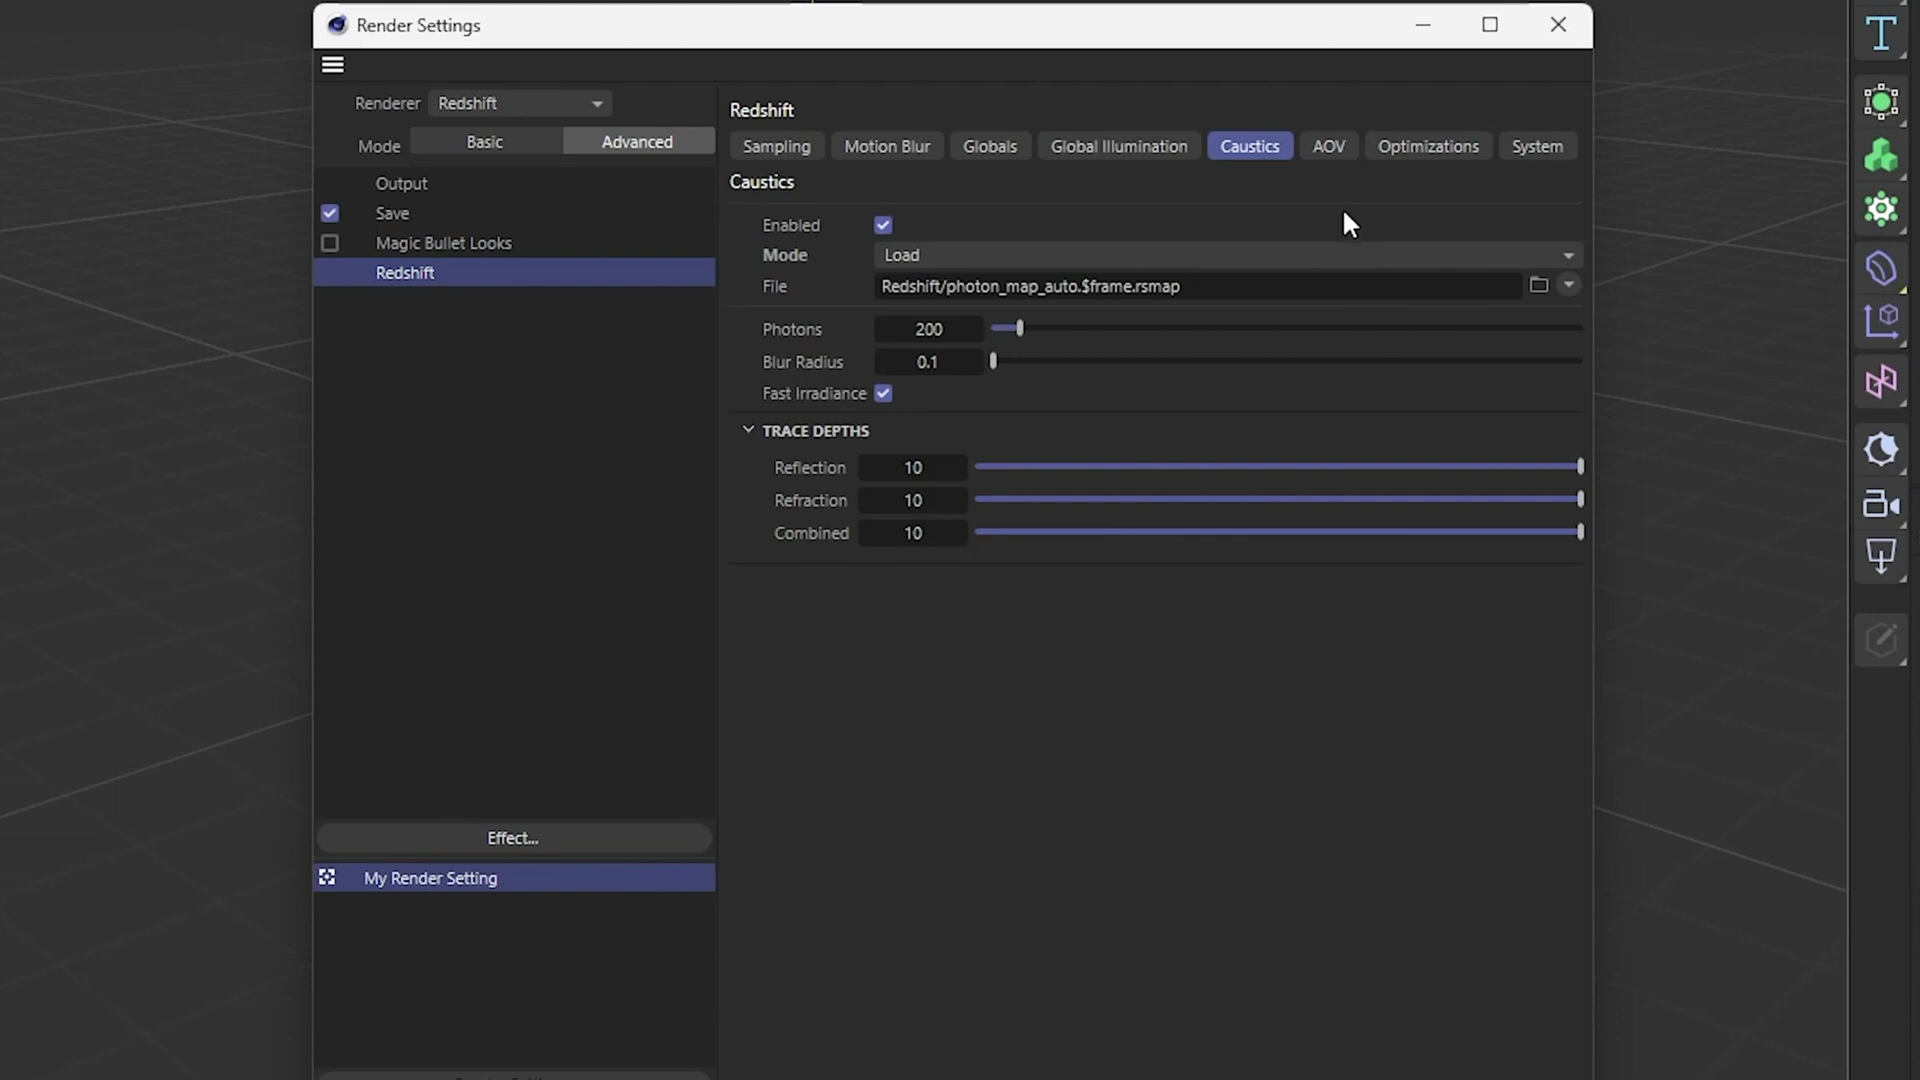 Render Settings
Renderer Redshift
Mode Basic Advanced
Output
Save
Magic Bullet Looks
Redshift
Effect...
My Render Setting
Redshift
Sampling Motion Blur Globals Global Illumination Caustics AOV Optimizations System
Caustics
Enabled
Mode Load
File Redshift/photon_map_auto.$frame.rsmap
Photons 200
Blur Radius 0.1
Fast Irradiance
TRACE DEPTHS
Reflection 10
Refraction 10
Combined 10